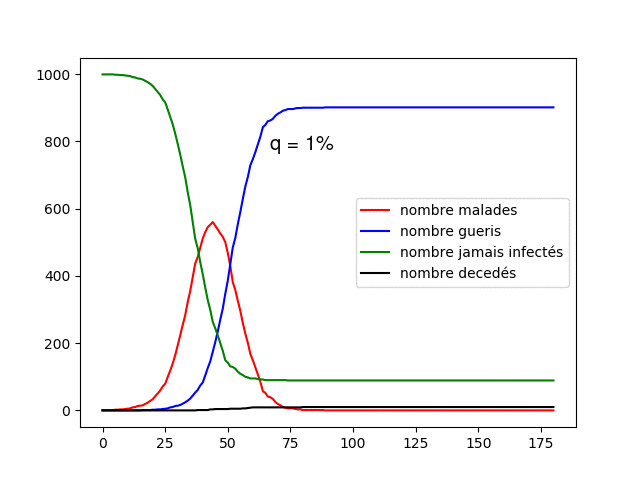 1000
800
600
400
200
0
q = 1%
nombre malades
nombre gueris
nombre jamais infectés
nombre decedés
0 25 50 75 100 125 150 175